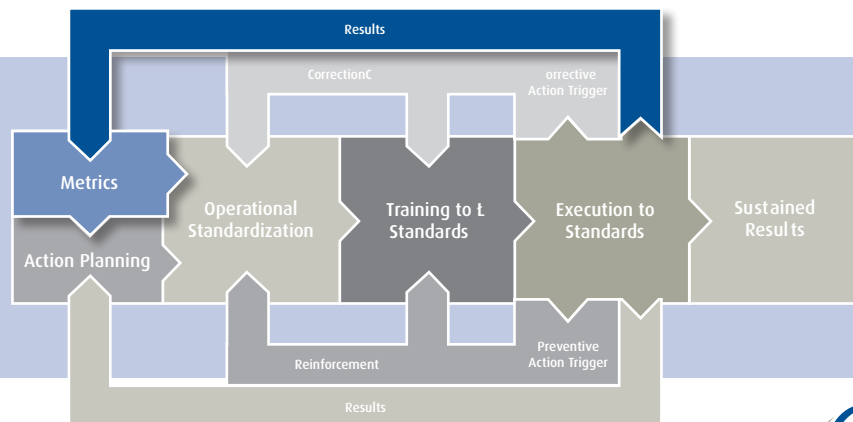 Results
CorrectionC
orrective
Action Trigger
Metrics
Action Planning
Operational
Standardization
Training to Ł
Standards
Execution to
Standards
Sustained
Results
Reinforcement
Preventive
Action Trigger
Results